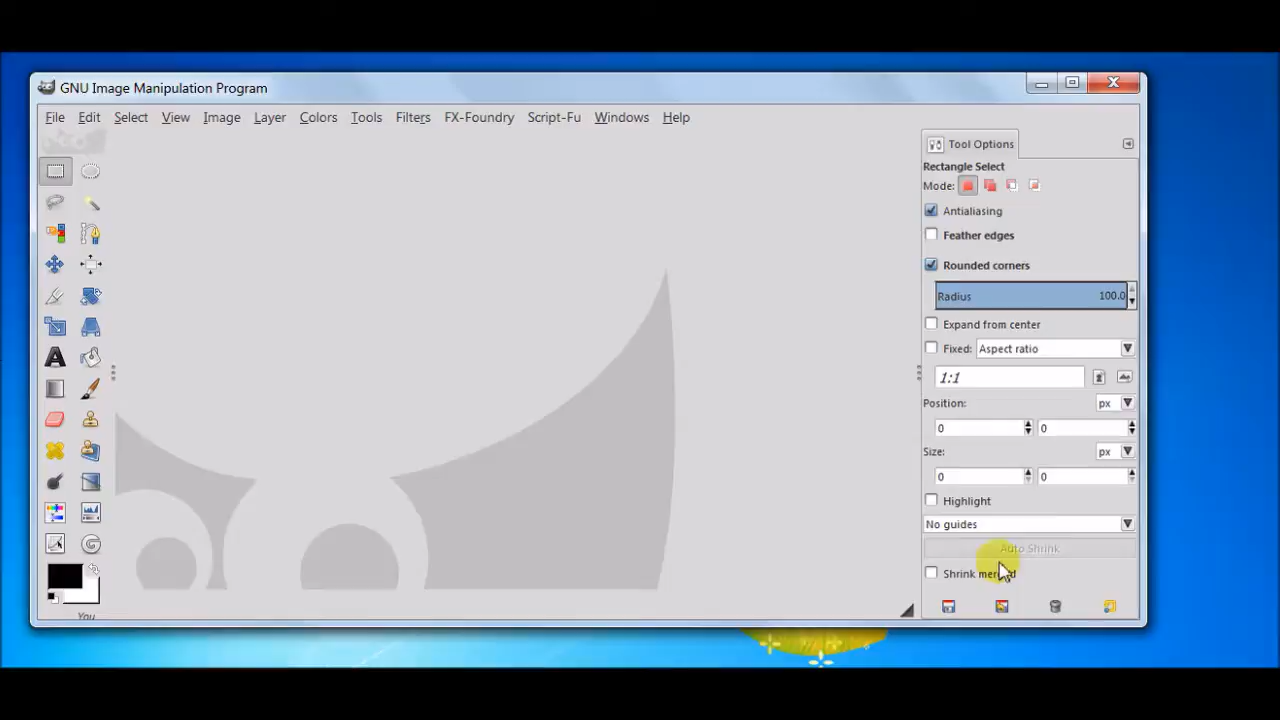 GNU Image Manipulation Program
File Edit Select View Image Layer Colors Tools Filters FX-Foundry Script-Fu Windows Help
Tool Options
Rectangle Select
Mode:
Antialiasing
Feather edges
Rounded corners
Radius 100.0
Expand from center
Fixed: Aspect ratio
1:1
Position: px
0 0
Size: px
0 0
Highlight
No guides
Auto Shrink
Shrink merged
You